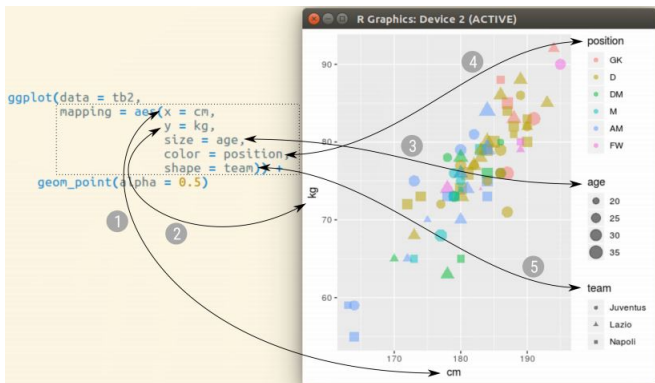 R Graphics: Device 2 (ACTIVE)
ggplot(data = tb2,
mapping = aes(x = cm,
y = kg,
size = age,
color = position,
shape = team)) +
geom_point(alpha = 0.5)
1
2
3
4
5
90
80
70
60
kg
170
180
190
cm
position
GK
D
DM
M
AM
FW
age
20
25
30
35
team
Juventus
Lazio
Napoli